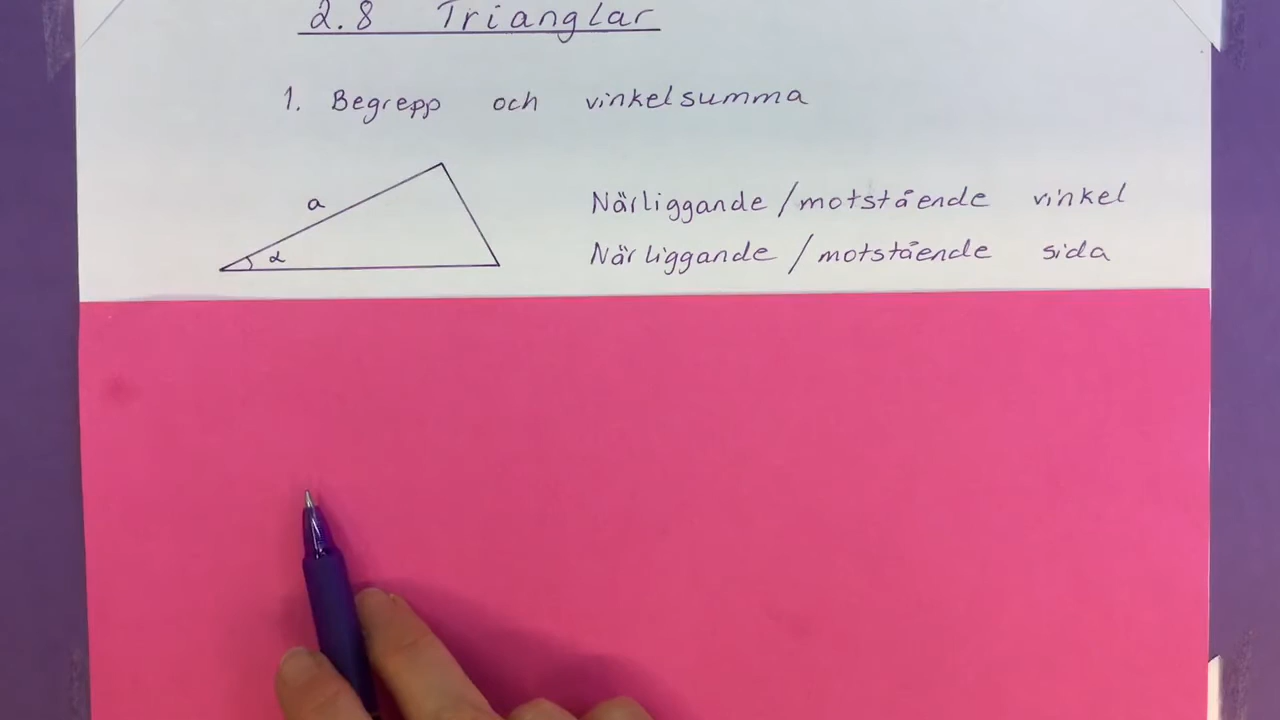 2.8 Trianglar
1. Begrepp och vinkelsumma
a
α
Närliggande / motstående vinkel
Närliggande / motstående sida